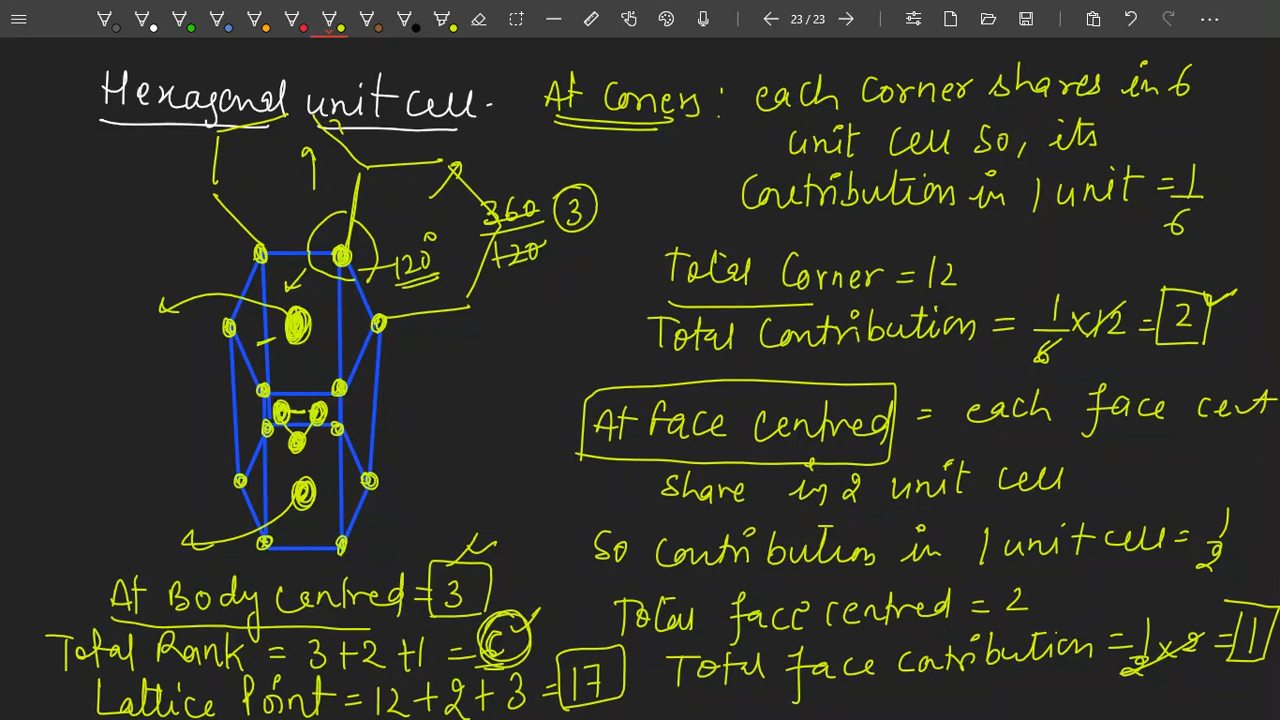 23 / 23
Hexagonal unit cell.
At Corners : each corner shares in 6
unit cell so, its
contribution in 1 unit = 1/6
360/120 3
120°
Total Corner = 12
Total Contribution = 1/6 x 12 = 2
At face centred = each face cent
share in 2 unit cell
So contribution in 1 unit cell = 1/2
Total face centred = 2
Total face contribution = 1/2 x 2 = 1
At Body centred = 3
Total Rank = 3+2+1 = 6
Lattice Point = 12+2+3 = 17